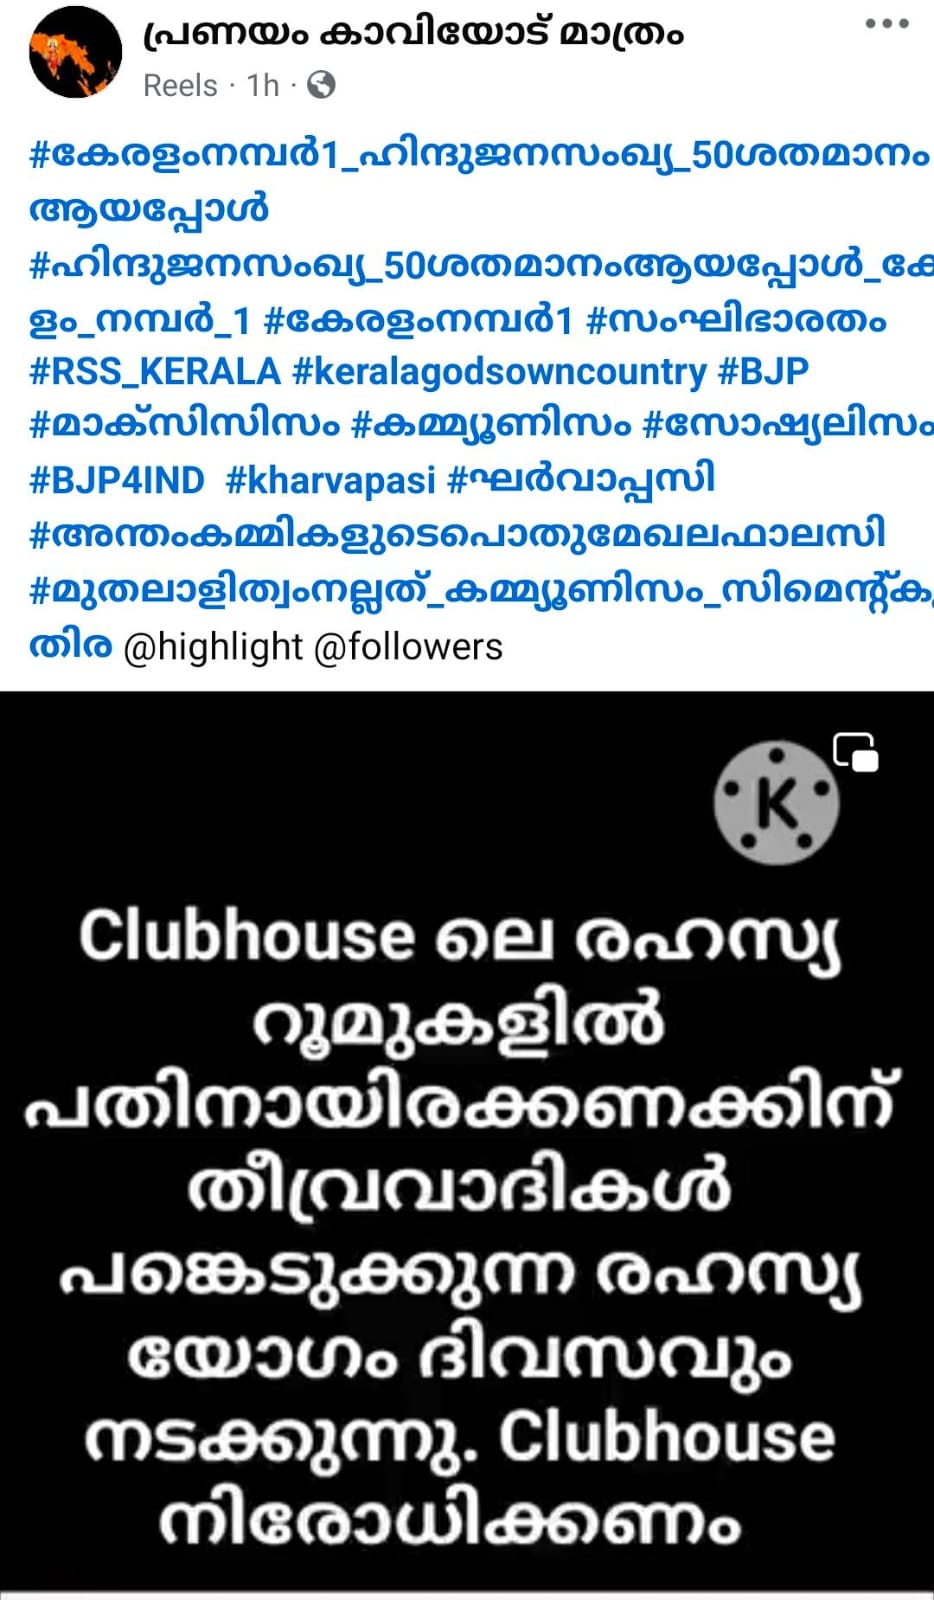 പ്രണയം കാവിയോട് മാത്രം
Reels · 1h ·
#കേരളംനമ്പർ1_ഹിന്ദുജനസംഖ്യ_50ശതമാനം
ആയപ്പോൾ
#ഹിന്ദുജനസംഖ്യ_50ശതമാനംആയപ്പോൾ_കേ
ളം_നമ്പർ_1 #കേരളംനമ്പർ1 #സംഘിഭാരതം
#RSS_KERALA #keralagodsowncountry #BJP
#മാക്സിസിസം #കമ്മ്യൂണിസം #സോഷ്യലിസം
#BJP4IND #kharvapasi #ഘർവാപ്പസി
#അന്തംകമ്മികളുടെപൊതുമേഖലഫാലസി
#മുതലാളിത്വംനല്ലത്_കമ്മ്യൂണിസം_സിമെൻ്റ്കു
തിര @highlight @followers
K
Clubhouse ലെ രഹസ്യ
റൂമുകളിൽ
പതിനായിരക്കണക്കിന്
തീവ്രവാദികൾ
പങ്കെടുക്കുന്ന രഹസ്യ
യോഗം ദിവസവും
നടക്കുന്നു. Clubhouse
നിരോധിക്കണം